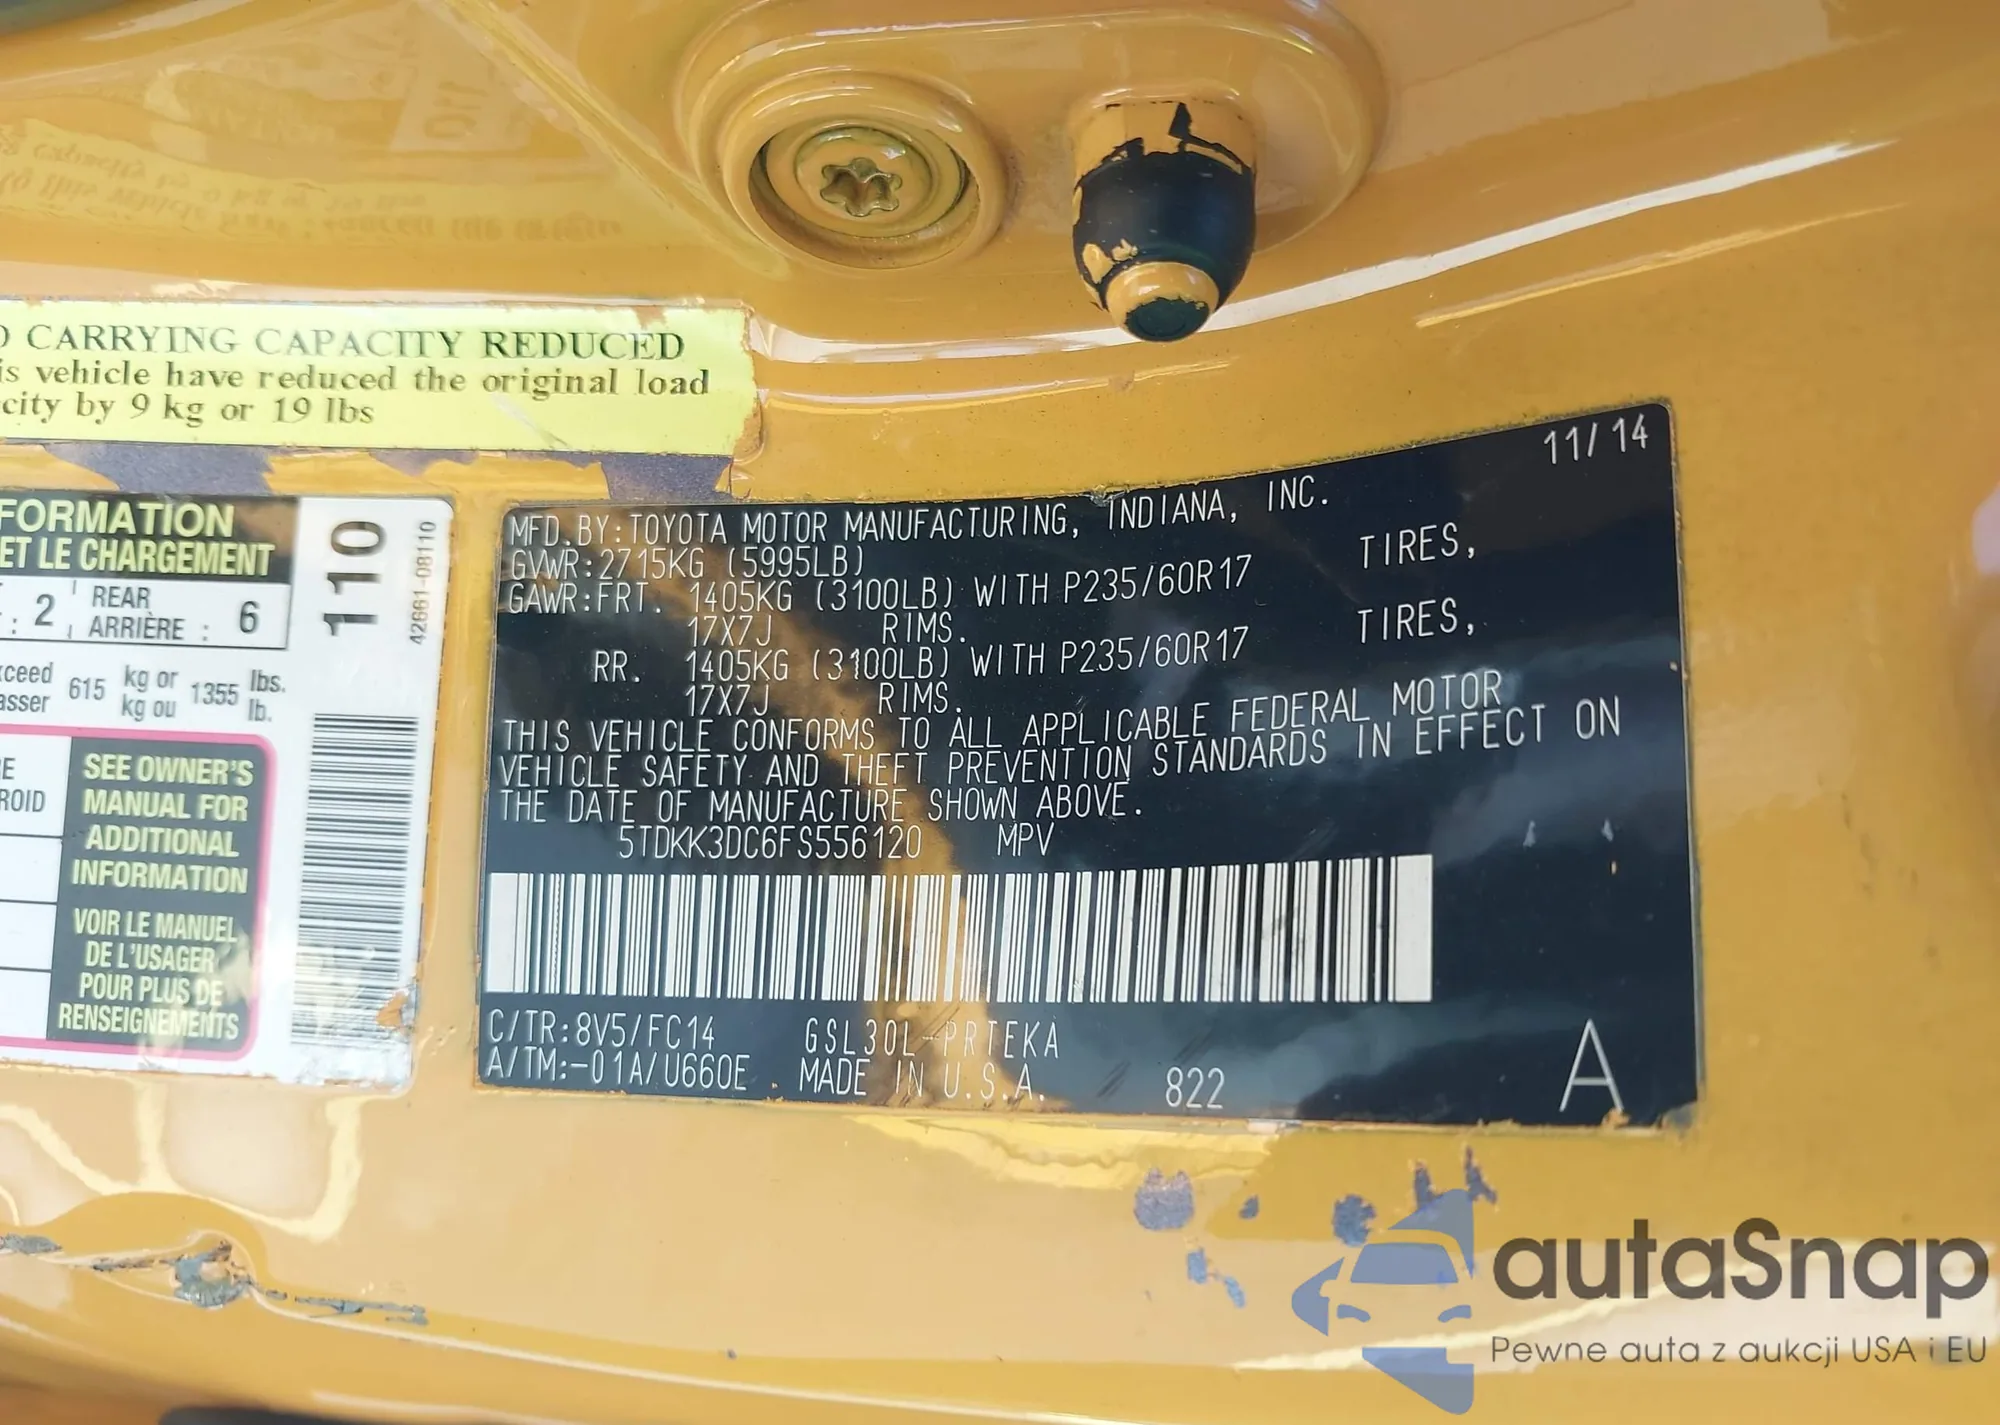 CARRYING CAPACITY REDUCED
vehicle have reduced the original load
by 9 kg or 19 lbs
FORMATION
ET LE CHARGEMENT
: 2 REAR ARRIÈRE : 6
615 kg or kg ou 1355 lbs. lb.
SEE OWNER'S
MANUAL FOR
ADDITIONAL
INFORMATION
VOIR LE MANUEL
DE L'USAGER
POUR PLUS DE
RENSEIGNEMENTS
110
42661-08110
11/14
MFD.BY:TOYOTA MOTOR MANUFACTURING, INDIANA, INC.
GVWR:2715KG (5995LB)
GAWR:FRT. 1405KG (3100LB) WITH P235/60R17 TIRES,
17X7J RIMS.
RR. 1405KG (3100LB) WITH P235/60R17 TIRES,
17X7J RIMS.
THIS VEHICLE CONFORMS TO ALL APPLICABLE FEDERAL MOTOR
VEHICLE SAFETY AND THEFT PREVENTION STANDARDS IN EFFECT ON
THE DATE OF MANUFACTURE SHOWN ABOVE.
5TDKK3DC6FS556120 MPV
C/TR:8V5/FC14 GSL30L-PRTEKA
A/TM:-01A/U660E MADE IN U.S.A. 822 A
autaSnap
Pewne auta z aukcji USA i EU